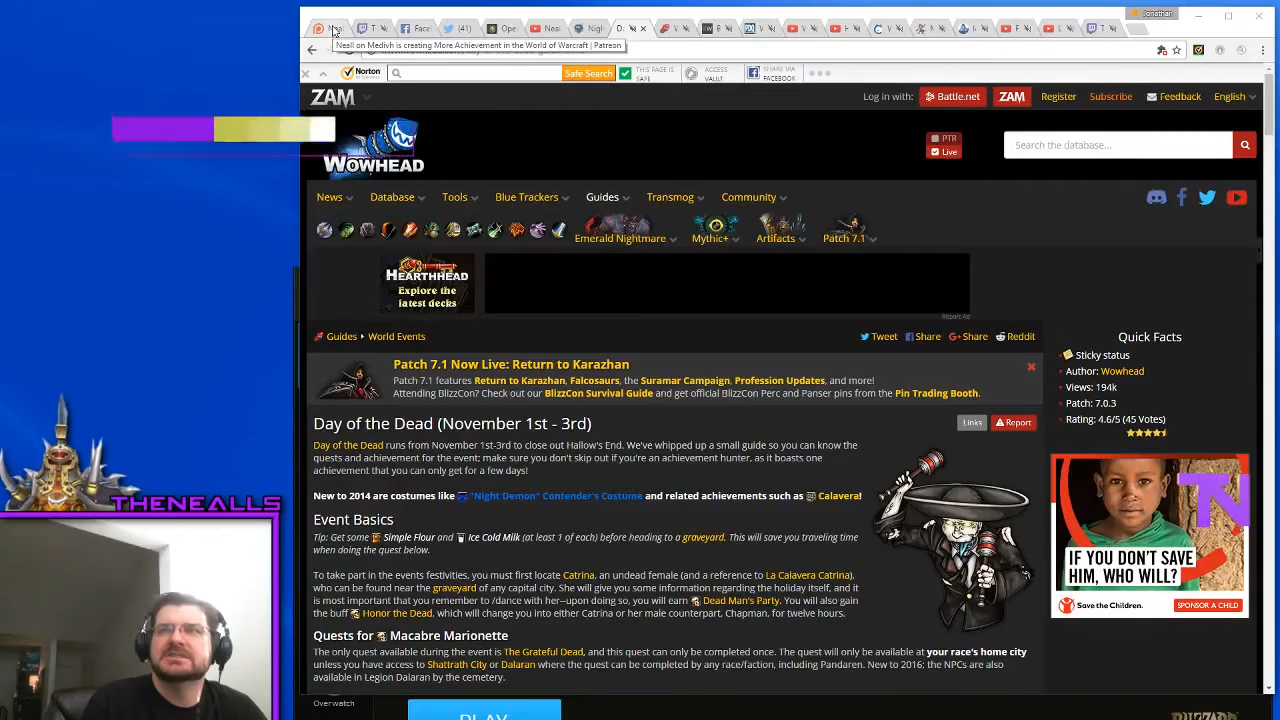 Jonathan
Nea
T
Face
(41)
Ope
Neal
Nigh
D
V
B
V
V
V
V
V
T
Neall on Medivh is creating More Achievement in the World of Warcraft | Patreon
Norton
Safe Search
THIS PAGE IS SAFE
ACCESS VAULT
SHARE VIA FACEBOOK
ZAM
Log in with:
Battle.net
ZAM
Register
Subscribe
Feedback
English
WOWHEAD
PTR
Live
Search the database...
News
Database
Tools
Blue Trackers
Guides
Transmog
Community
Emerald Nightmare
Mythic+
Artifacts
Patch 7.1
HEARTHHEAD
Explore the
latest decks
Report Ad
Guides
World Events
Tweet
Share
Share
Reddit
Patch 7.1 Now Live: Return to Karazhan
Patch 7.1 features Return to Karazhan, Falcosaurs, the Suramar Campaign, Profession Updates, and more!
Attending BlizzCon? Check out our BlizzCon Survival Guide and get official BlizzCon Perc and Panser pins from the Pin Trading Booth.
Quick Facts
Sticky status
Author: Wowhead
Views: 194k
Patch: 7.0.3
Rating: 4.6/5 (45 Votes)
Day of the Dead (November 1st - 3rd)
Links
Report
Day of the Dead runs from November 1st-3rd to close out Hallow's End. We've whipped up a small guide so you can know the
quests and achievement for the event; make sure you don't skip out if you're an achievement hunter, as it boasts one
achievement that you can only get for a few days!
New to 2014 are costumes like "Night Demon" Contender's Costume and related achievements such as Calavera!
Event Basics
Tip: Get some Simple Flour and Ice Cold Milk (at least 1 of each) before heading to a graveyard. This will save you traveling time
when doing the quest below.
To take part in the events festivities, you must first locate Catrina, an undead female (and a reference to La Calavera Catrina),
who can be found near the graveyard of any capital city. She will give you some information regarding the holiday itself, and it
is most important that you remember to /dance with her--upon doing so, you will earn Dead Man's Party. You will also gain
the buff Honor the Dead, which will change you into either Catrina or her male counterpart, Chapman, for twelve hours.
Quests for Macabre Marionette
The only quest available during the event is The Grateful Dead, and this quest can only be completed once. The quest will only be available at your race's home city
unless you have access to Shattrath City or Dalaran where the quest can be completed by any race/faction, including Pandaren. New to 2016: the NPCs are also
available in Legion Dalaran by the cemetery.
TN
IF YOU DON'T SAVE
HIM, WHO WILL?
Save the Children.
SPONSOR A CHILD
THENEALLS
Overwatch
PLAY